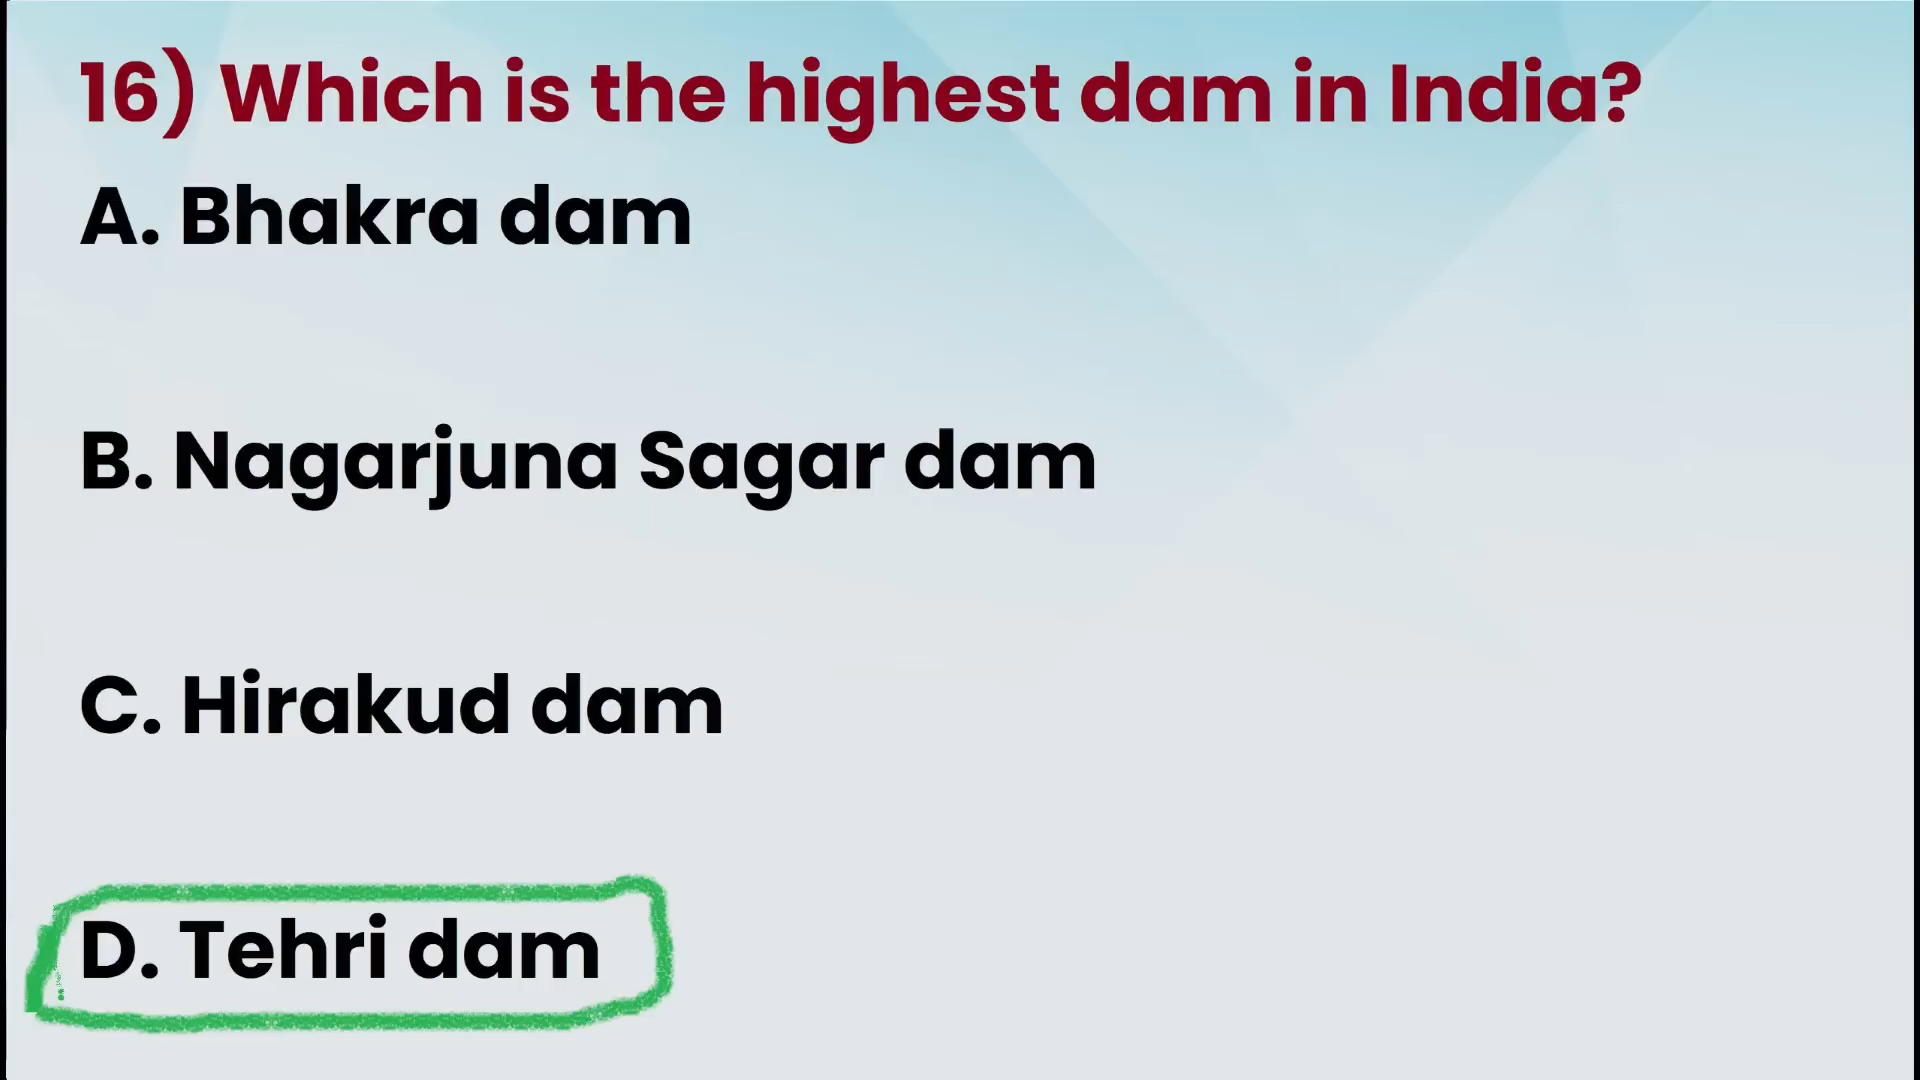 16) Which is the highest dam in India?
A. Bhakra dam
B. Nagarjuna Sagar dam
C. Hirakud dam
D. Tehri dam